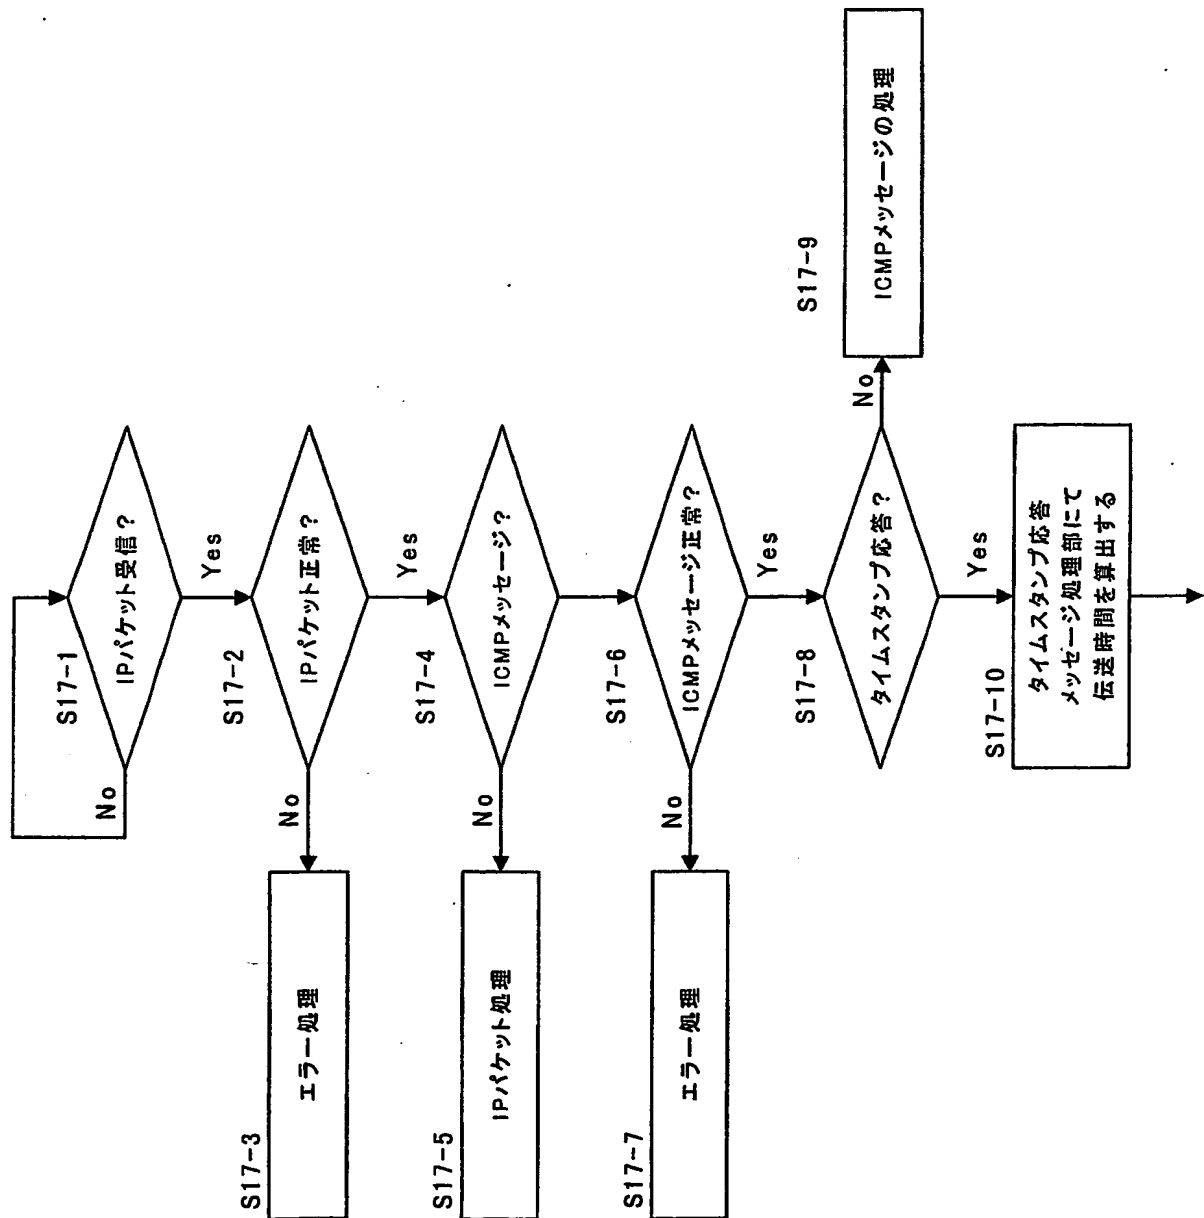 S17-1
IPパケット受信?
No
Yes
S17-2
IPパケット正常?
No
Yes
S17-3
エラー処理
S17-4
ICMPメッセージ?
No
S17-5
IPパケット処理
S17-6
ICMPメッセージ正常?
No
Yes
S17-7
エラー処理
S17-8
タイムスタンプ応答?
No
Yes
S17-9
ICMPメッセージの処理
S17-10
タイムスタンプ応答
メッセージ処理部にて
伝送時間を算出する